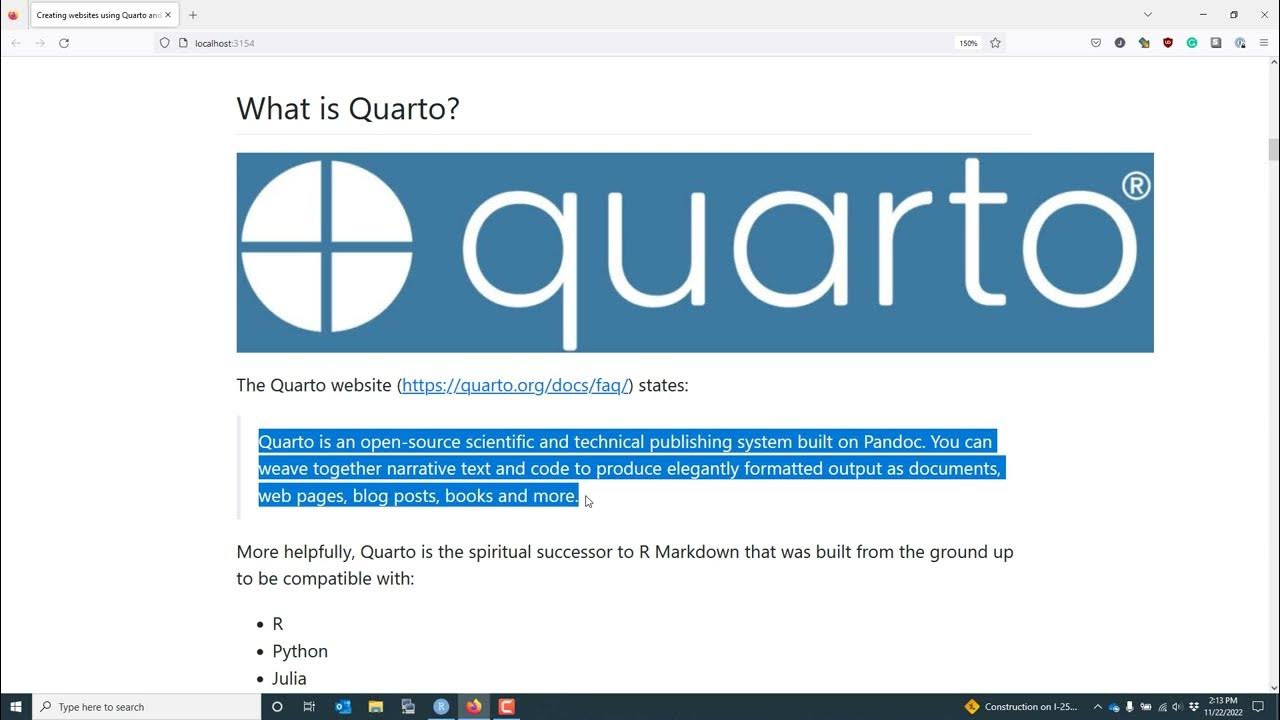 Creating websites using Quarto and
localhost:3154
150%
What is Quarto?
quarto®
The Quarto website (https://quarto.org/docs/faq/) states:
Quarto is an open-source scientific and technical publishing system built on Pandoc. You can
weave together narrative text and code to produce elegantly formatted output as documents,
web pages, blog posts, books and more.
More helpfully, Quarto is the spiritual successor to R Markdown that was built from the ground up
to be compatible with:
• R
• Python
• Julia
Type here to search
Construction on I-25...
2:13 PM
11/22/2022